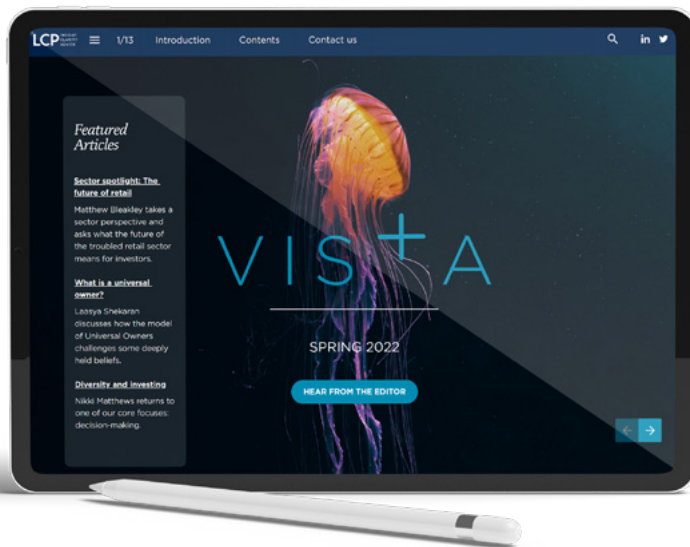 LCP INSIGHT CLARITY ADVICE 1/13 Introduction Contents Contact us
Featured
Articles
Sector spotlight: The
future of retail
Matthew Bleakley takes a
sector perspective and
asks what the future of
the troubled retail sector
means for investors.
What is a universal
owner?
Laasya Shekaran
discusses how the model
of Universal Owners
challenges some deeply
held beliefs.
Diversity and investing
Nikki Matthews returns to
one of our core focuses:
decision-making.
VISTA
SPRING 2022
HEAR FROM THE EDITOR